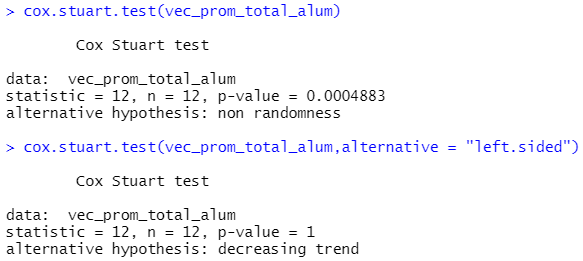 > cox.stuart.test(vec_prom_total_alum)
Cox Stuart test
data: vec_prom_total_alum
statistic = 12, n = 12, p-value = 0.0004883
alternative hypothesis: non randomness
> cox.stuart.test(vec_prom_total_alum,alternative = "left.sided")
Cox Stuart test
data: vec_prom_total_alum
statistic = 12, n = 12, p-value = 1
alternative hypothesis: decreasing trend